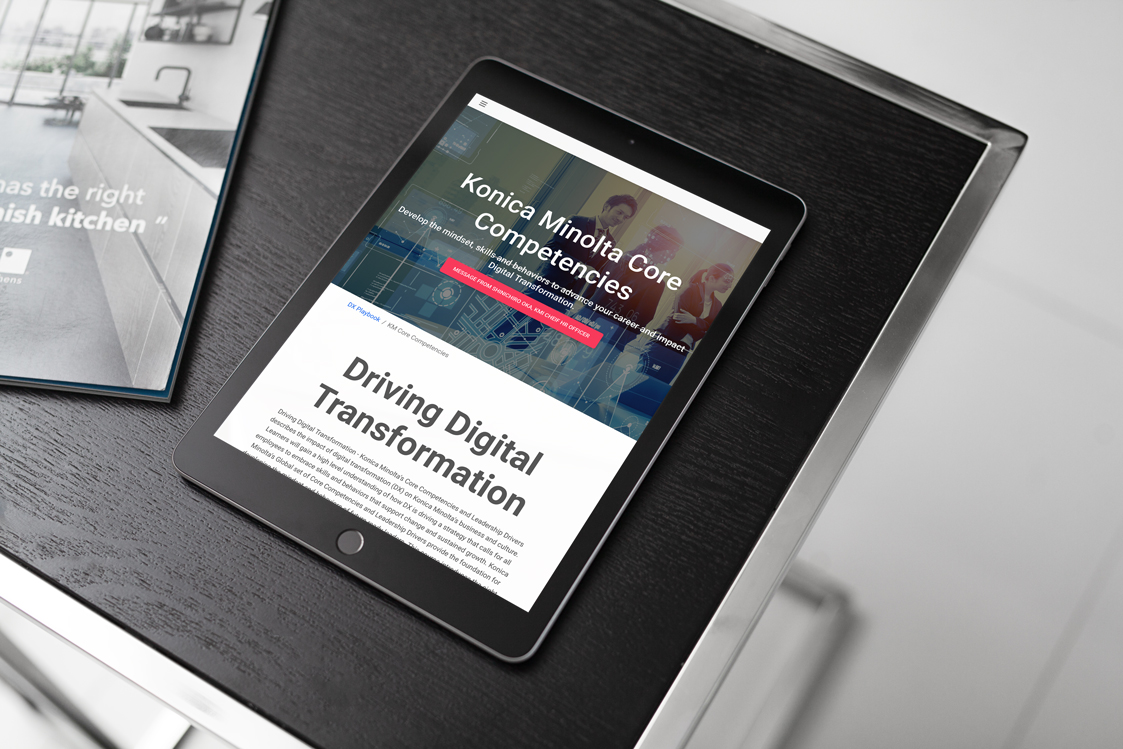 has the right
nish kitchen”
hens
Konica Minolta Core
Competencies
Develop the mindset, skills and behaviors to advance your career and impact
Digital Transformation.
MESSAGE FROM SHINICHIRO OKA, KMI CHEIF HR OFFICER
DX Playbook / KM Core Competencies
Driving Digital
Transformation
Driving Digital Transformation - Konica Minolta's Core Competencies and Leadership Drivers
describes the impact of digital transformation (DX) on Konica Minolta's business and culture.
Learners will gain a high level understanding of how DX is driving a strategy that calls for all
employees to embrace skills and behaviors that support change and sustained growth. Konica
Minolta's Global set of Core Competencies and Leadership Drivers provide the foundation for